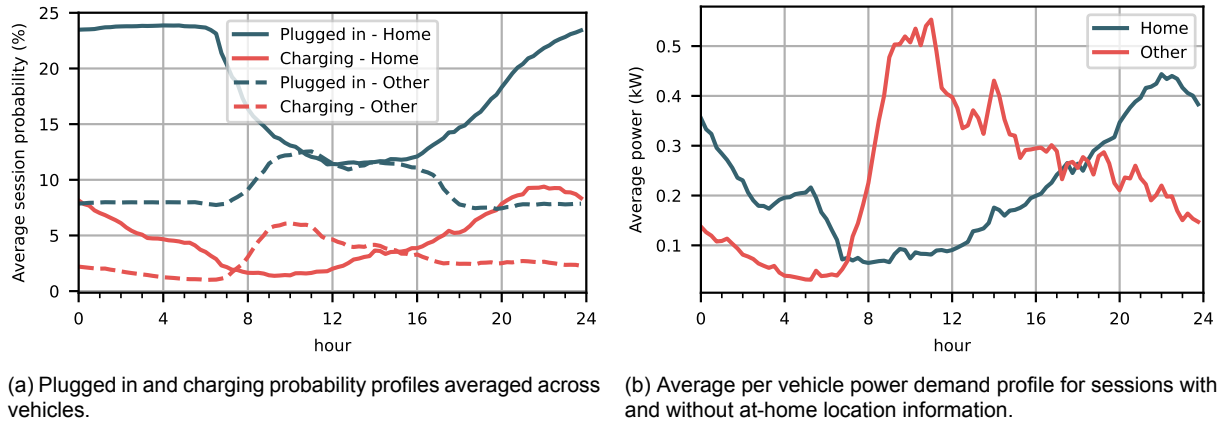 25
20
15
10
5
0
Average session probability (%)
Plugged in - Home
Charging - Home
Plugged in - Other
Charging - Other
0 4 8 12 16 20 24
hour
(a) Plugged in and charging probability profiles averaged across
vehicles.
0.5
0.4
0.3
0.2
0.1
Average power (kW)
Home
Other
0 4 8 12 16 20 24
hour
(b) Average per vehicle power demand profile for sessions with
and without at-home location information.